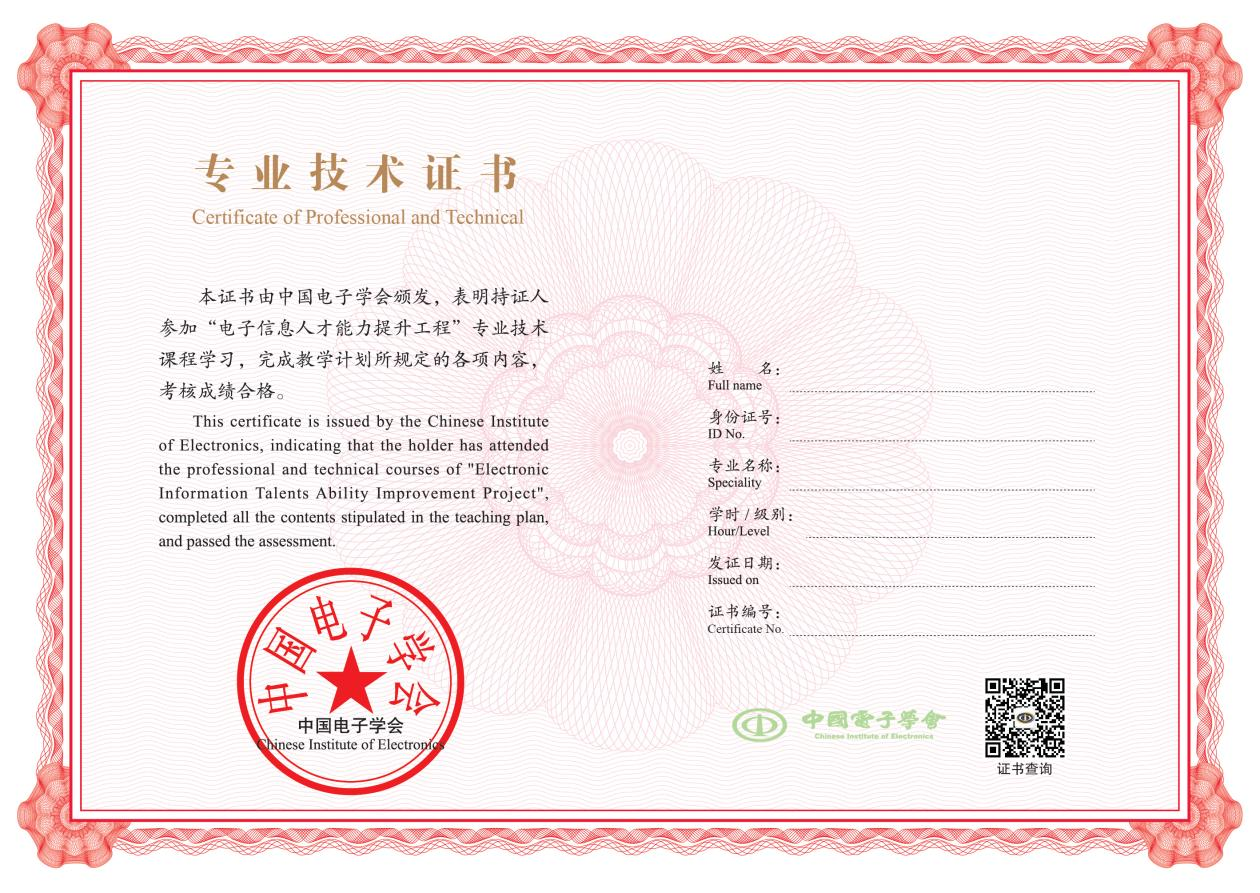 专业技术证书
Certificate of Professional and Technical
本证书由中国电子学会颁发，表明持证人
参加“电子信息人才能力提升工程”专业技术
课程学习，完成教学计划所规定的各项内容，
考核成绩合格。
This certificate is issued by the Chinese Institute
of Electronics, indicating that the holder has attended
the professional and technical courses of "Electronic
Information Talents Ability Improvement Project",
completed all the contents stipulated in the teaching plan,
and passed the assessment.
中国电子学会
中国电子学会
Chinese Institute of Electronics
姓 名：
Full name
身份证号：
ID No.
专业名称：
Speciality
学时 / 级别：
Hour/Level
发证日期：
Issued on
证书编号：
Certificate No.
中國電子學會
Chinese Institute of Electronics
证书查询